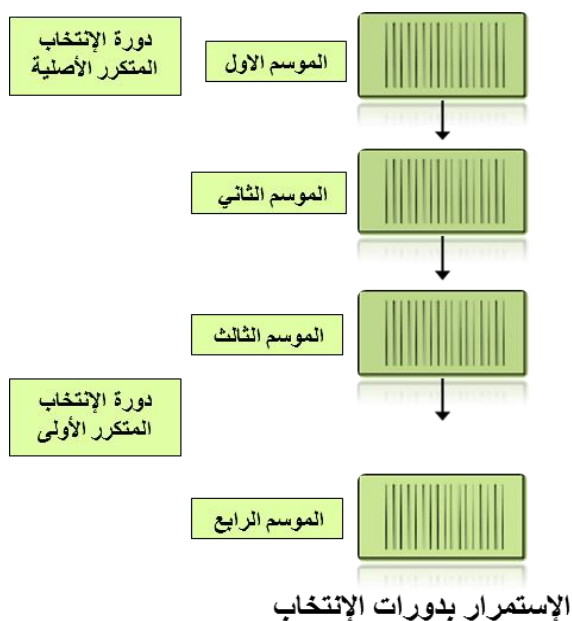 دورة الإنتخاب
المتكرر الأصلية
الموسم الاول
الموسم الثاني
الموسم الثالث
دورة الإنتخاب
المتكرر الأولى
الموسم الرابع
الإستمرار بدورات الإنتخاب